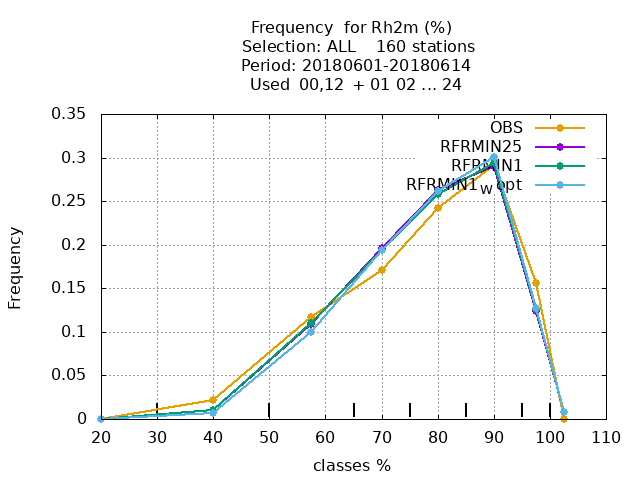 Frequency for Rh2m (%)
Selection: ALL 160 stations
Period: 20180601-20180614
Used 00,12 + 01 02 ... 24
0.35
0.3
0.25
0.2
0.15
0.1
0.05
0
Frequency
OBS
RFRMIN25
RFRMIN1
RFRMIN1W opt
20 30 40 50 60 70 80 90 100 110
classes %